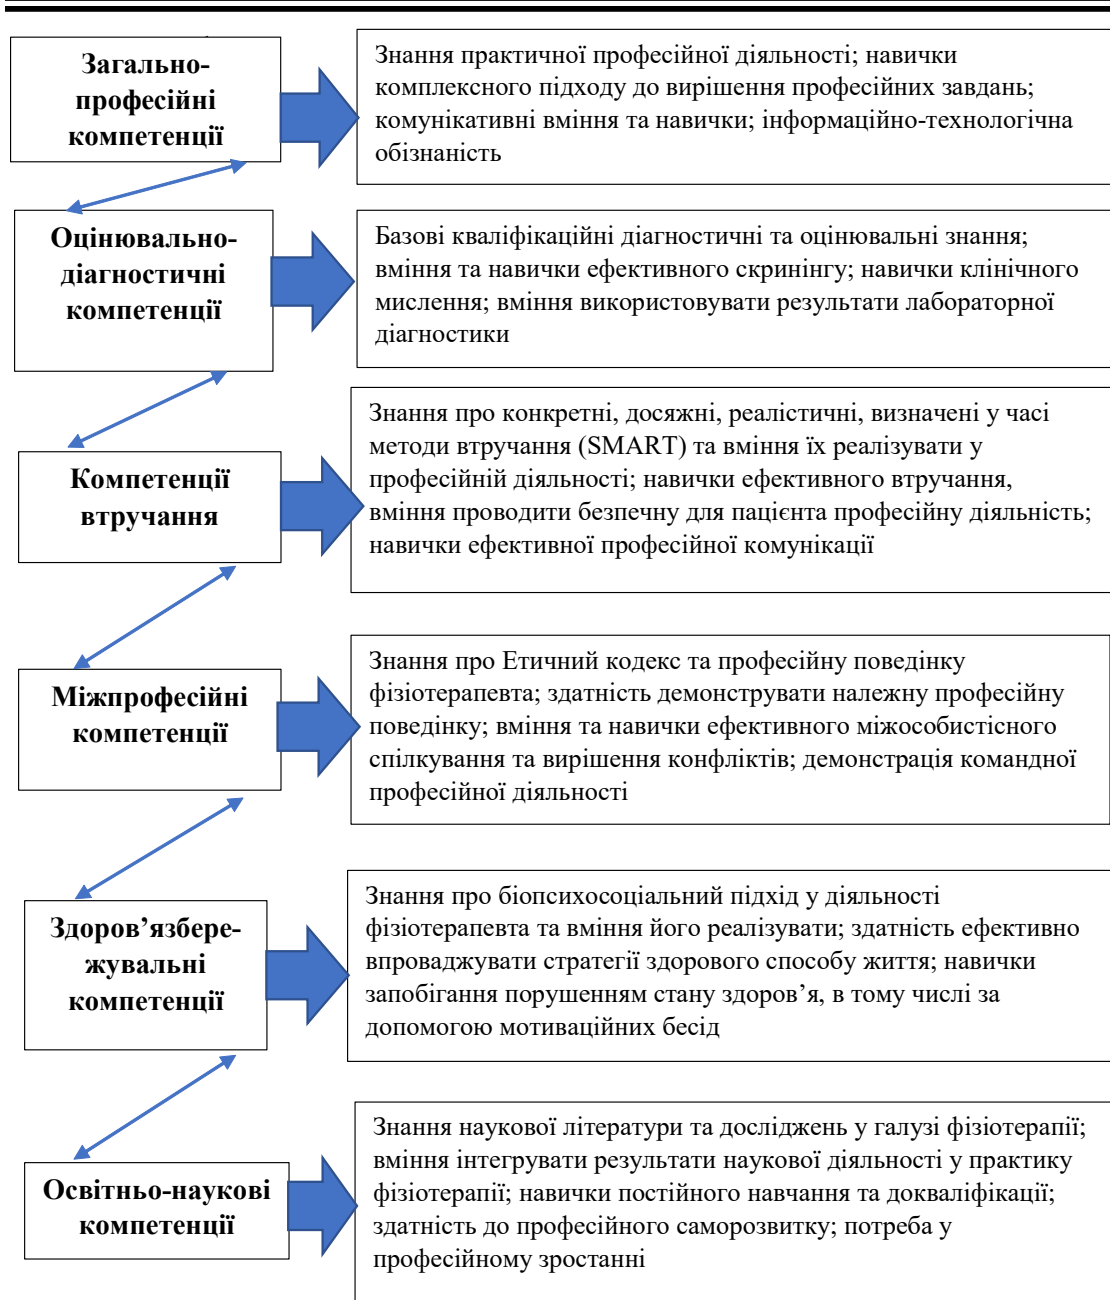 Загально-
професійні
компетенції
Знання практичної професійної діяльності; навички
комплексного підходу до вирішення професійних завдань;
комунікативні вміння та навички; інформаційно-технологічна
обізнаність
Оцінювально-
діагностичні
компетенції
Базові кваліфікаційні діагностичні та оцінювальні знання;
вміння та навички ефективного скринінгу; навички клінічного
мислення; вміння використовувати результати лабораторної
діагностики
Компетенції
втручання
Знання про конкретні, досяжні, реалістичні, визначені у часі
методи втручання (SMART) та вміння їх реалізувати у
професійній діяльності; навички ефективного втручання,
вміння проводити безпечну для пацієнта професійну діяльність;
навички ефективної професійної комунікації
Міжпрофесійні
компетенції
Знання про Етичний кодекс та професійну поведінку
фізіотерапевта; здатність демонструвати належну професійну
поведінку; вміння та навички ефективного міжособистісного
спілкування та вирішення конфліктів; демонстрація командної
професійної діяльності
Здоров’язбере-
жувальні
компетенції
Знання про біопсихосоціальний підхід у діяльності
фізіотерапевта та вміння його реалізувати; здатність ефективно
впроваджувати стратегії здорового способу життя; навички
запобігання порушенням стану здоров’я, в тому числі за
допомогою мотиваційних бесід
Освітньо-наукові
компетенції
Знання наукової літератури та досліджень у галузі фізіотерапії;
вміння інтегрувати результати наукової діяльності у практику
фізіотерапії; навички постійного навчання та докваліфікації;
здатність до професійного саморозвитку; потреба у
професійному зростанні